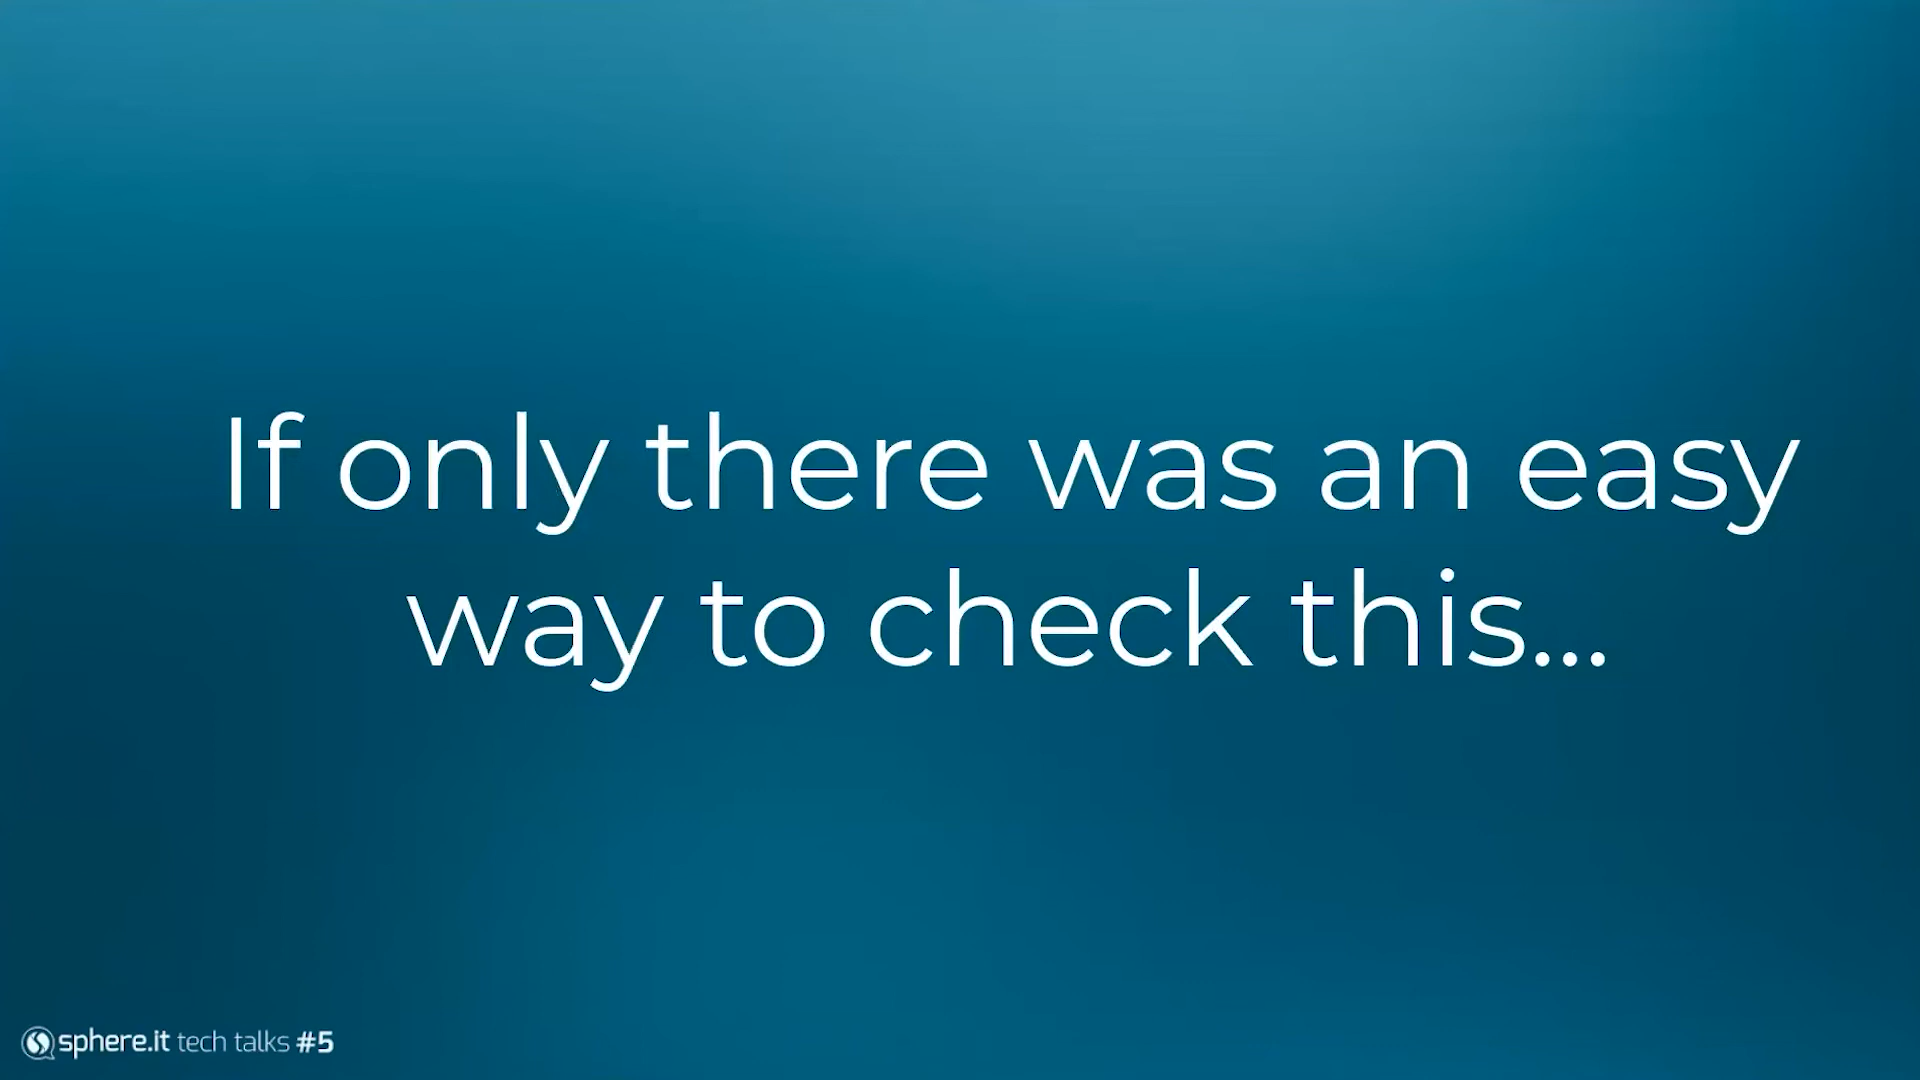 If only there was an easy
way to check this...
sphere.it tech talks #5